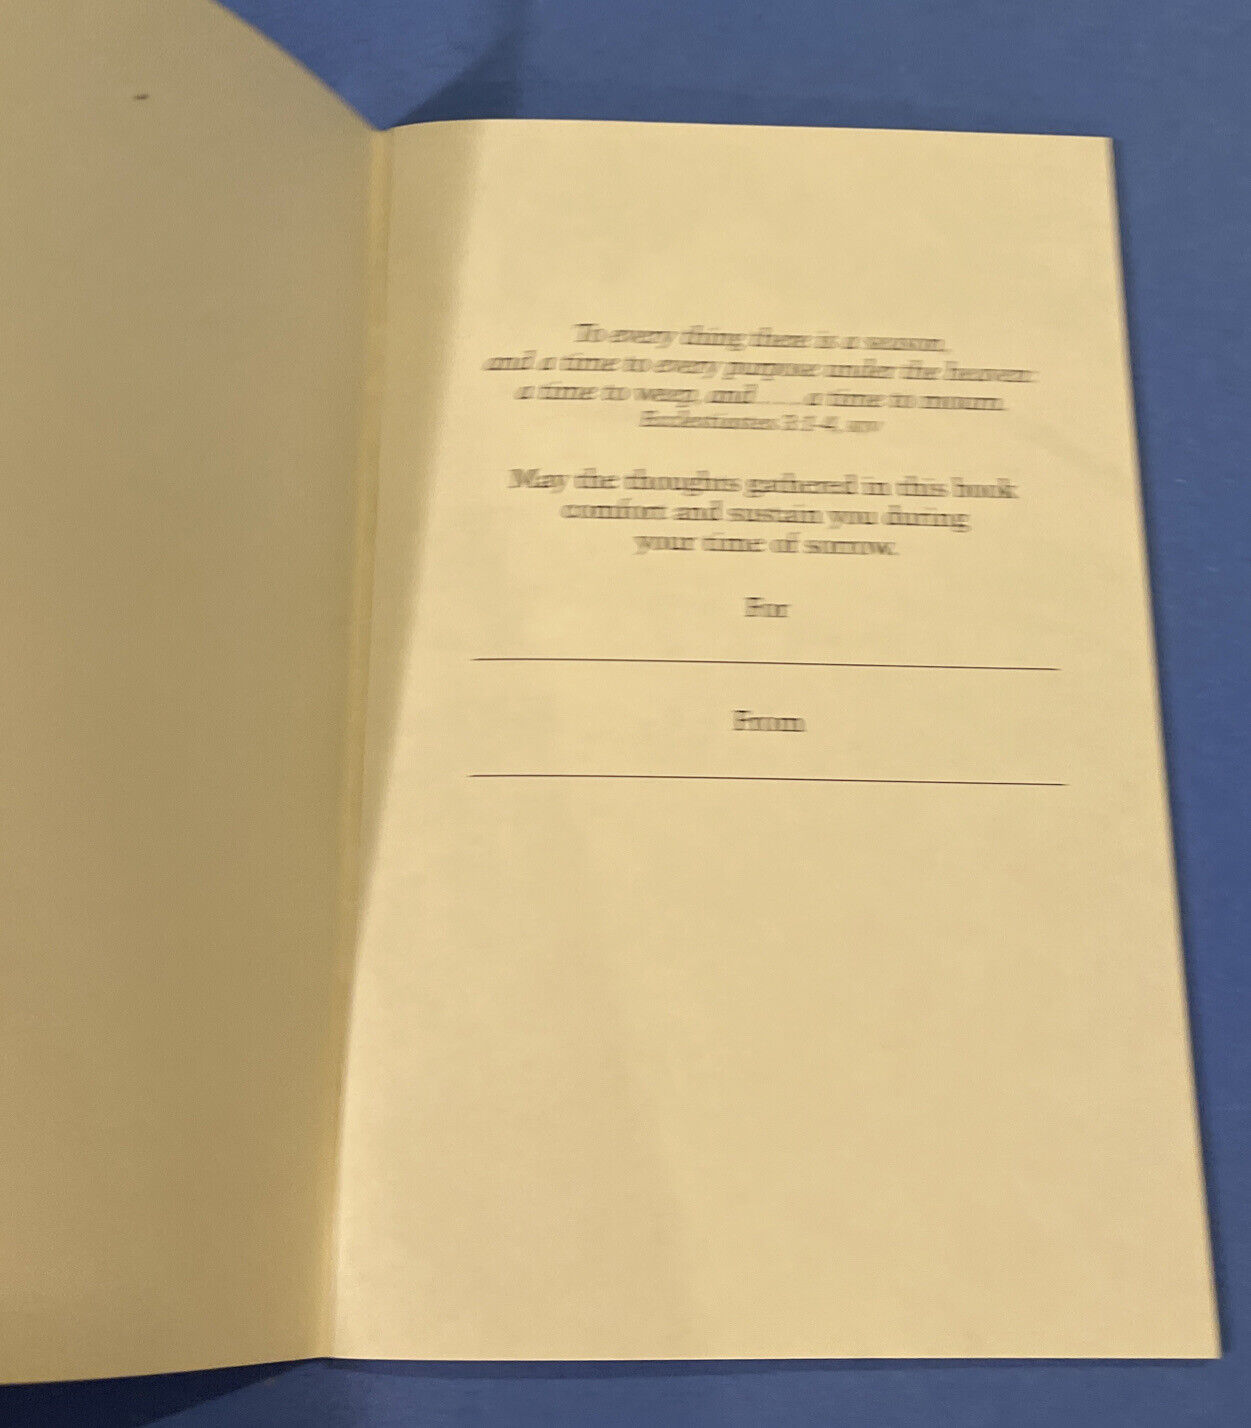 To every thing there is a season,
and a time to every purpose under the heaven:
a time to weep, and.....a time to mourn.
Ecclesiastes 3:1-4, KJV
May the thoughts gathered in this book
comfort and sustain you during
your time of sorrow.
For
From